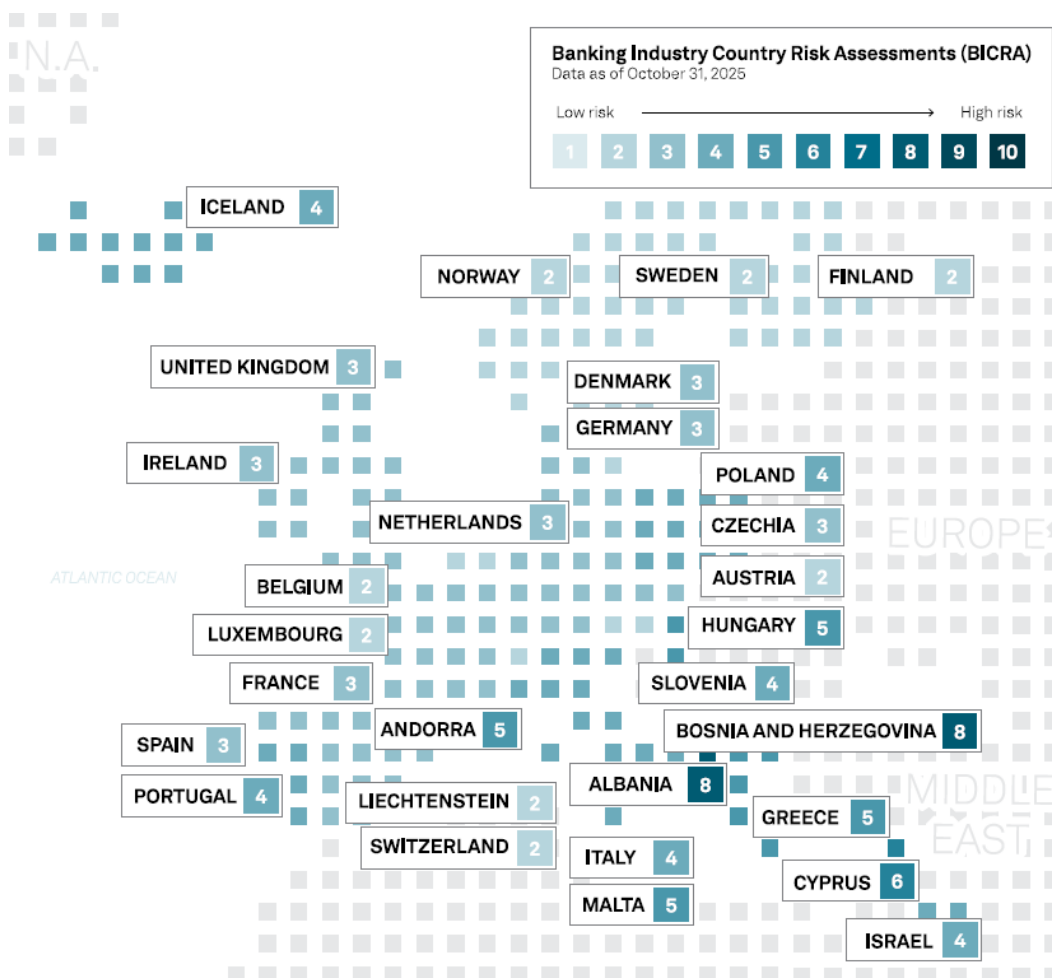 N.A.
Banking Industry Country Risk Assessments (BICRA)
Data as of October 31, 2025
Low risk High risk
1 2 3 4 5 6 7 8 9 10
ICELAND 4
NORWAY 2
SWEDEN 2
FINLAND 2
UNITED KINGDOM 3
DENMARK 3
GERMANY 3
IRELAND 3
POLAND 4
NETHERLANDS 3
CZECHIA 3
EUROPE
ATLANTIC OCEAN
BELGIUM 2
AUSTRIA 2
LUXEMBOURG 2
HUNGARY 5
FRANCE 3
SLOVENIA 4
ANDORRA 5
BOSNIA AND HERZEGOVINA 8
SPAIN 3
ALBANIA 8
PORTUGAL 4
LIECHTENSTEIN 2
MIDDLE
EAST
GREECE 5
SWITZERLAND 2
ITALY 4
CYPRUS 6
MALTA 5
ISRAEL 4